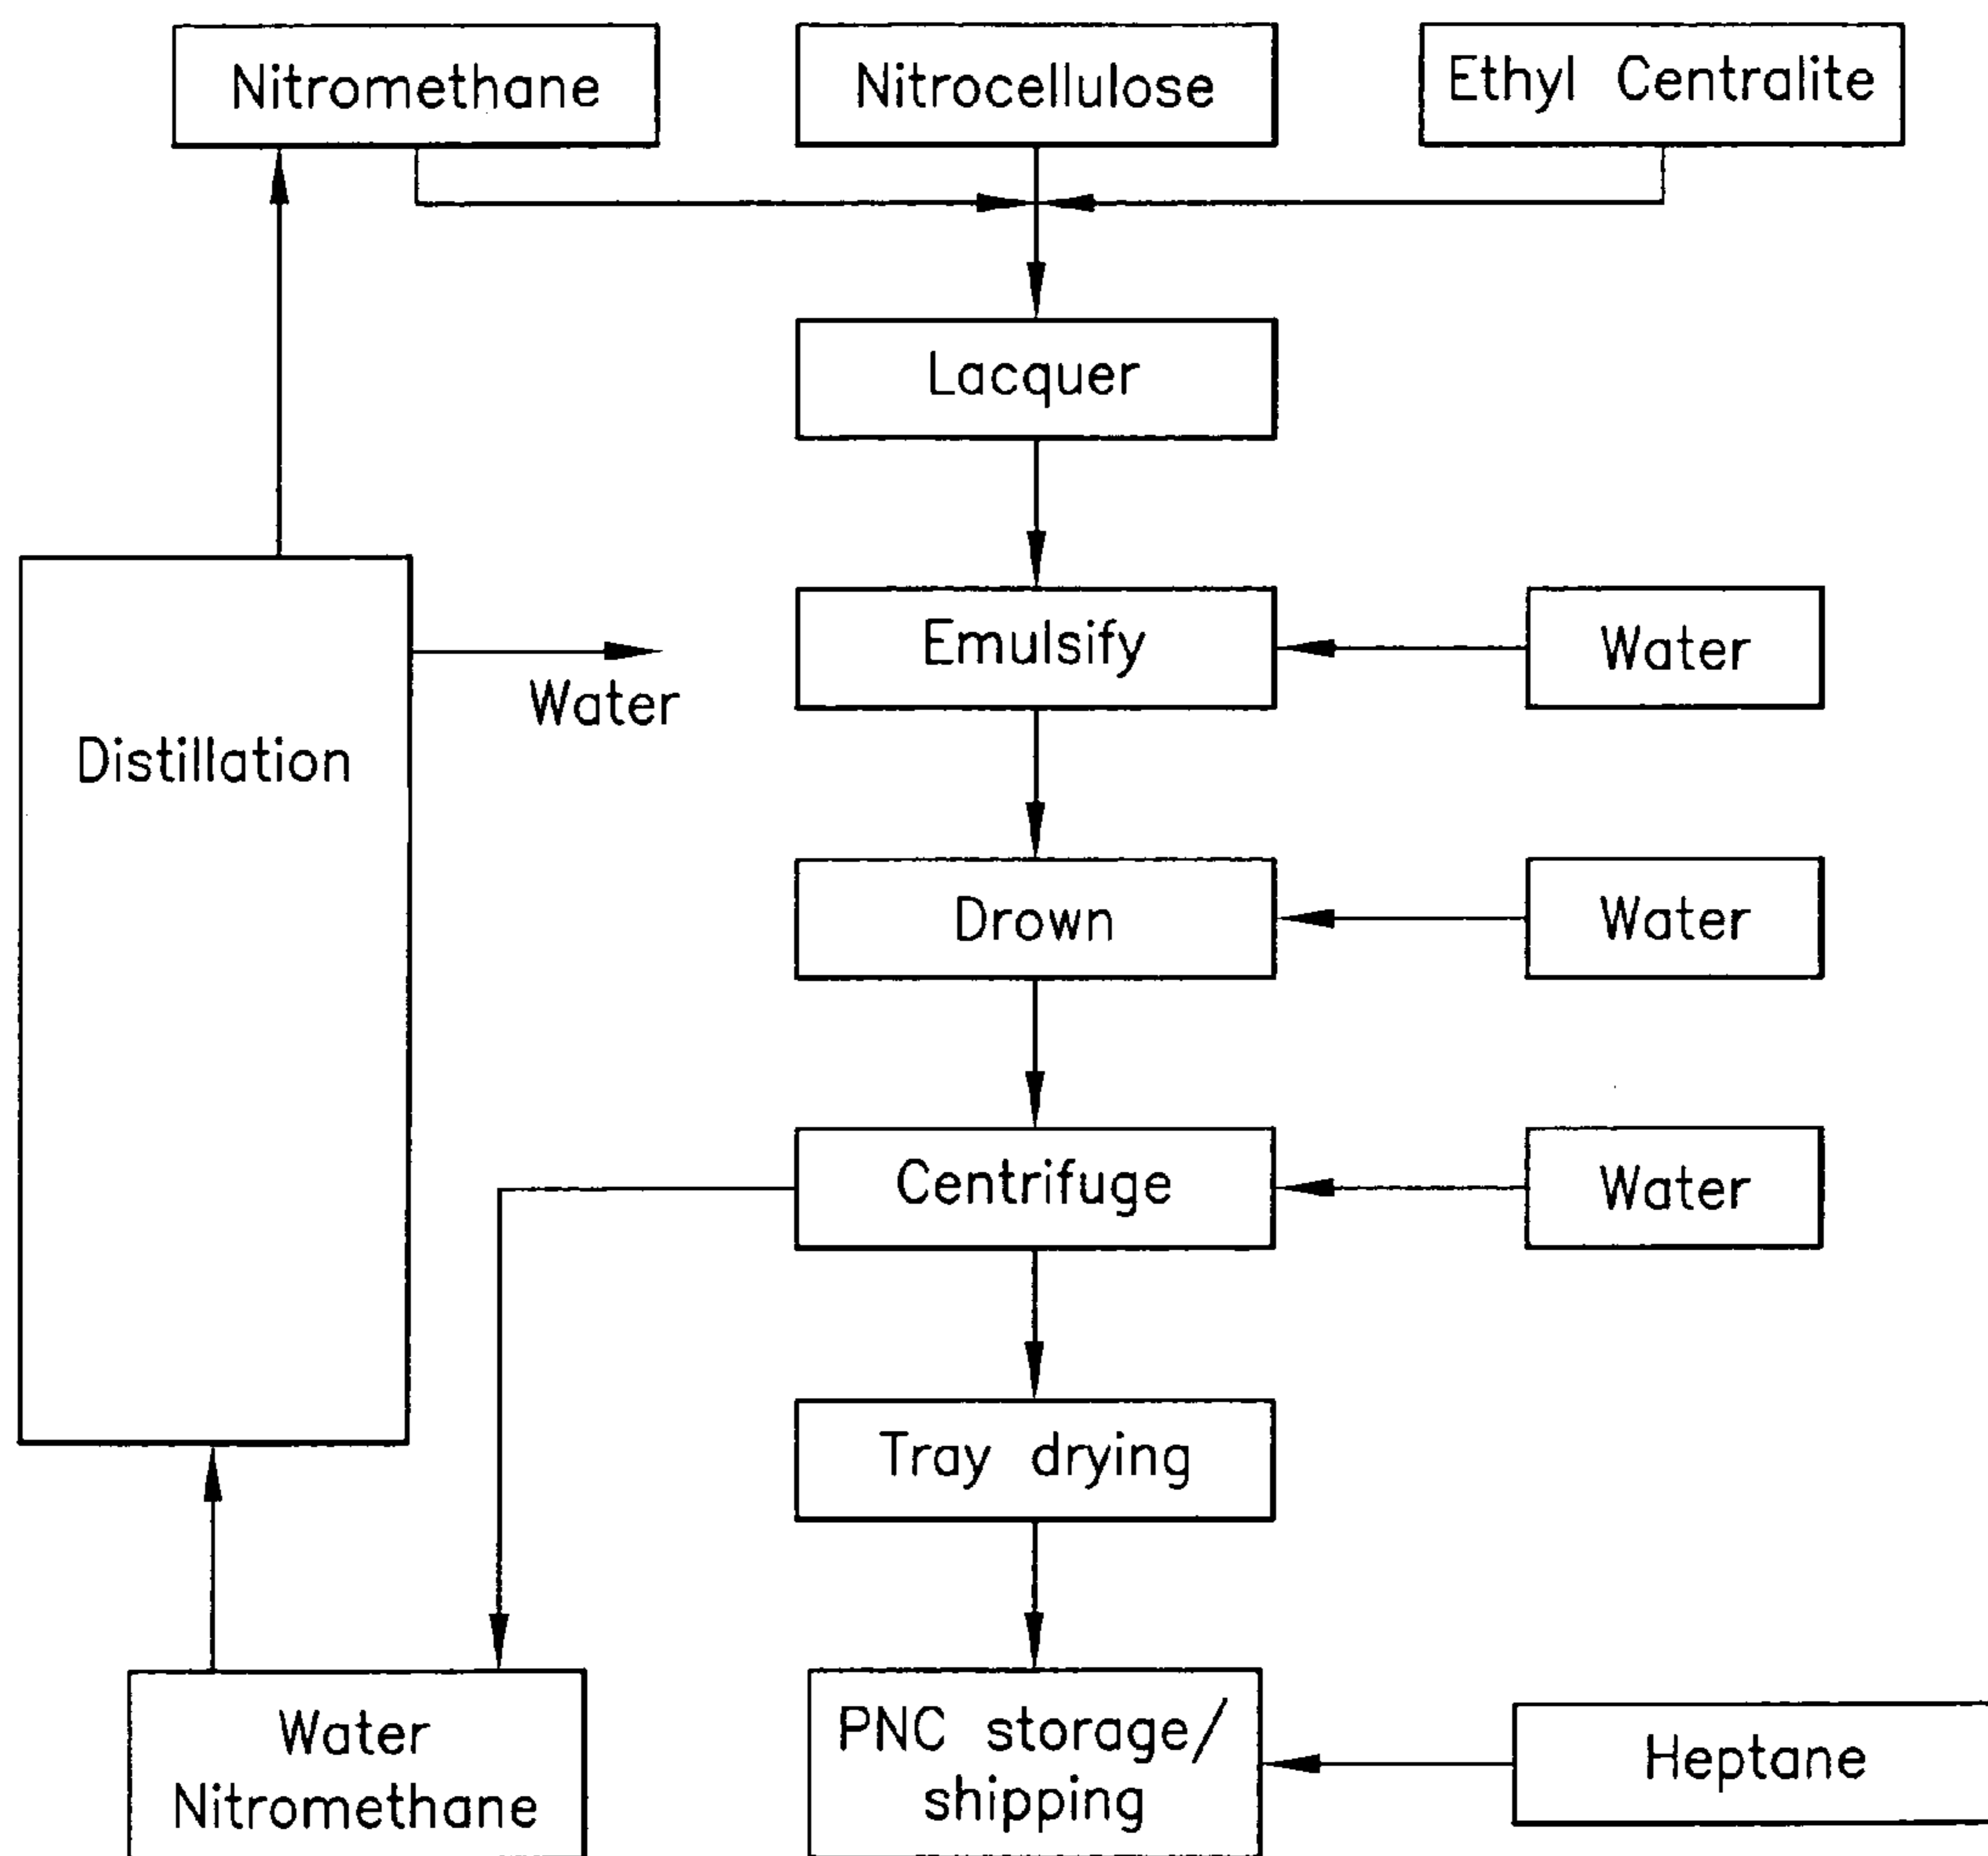 Nitromethane
Nitrocellulose
Ethyl Centralite
Lacquer
Emulsify
Water
Water
Distillation
Drown
Water
Centrifuge
Water
Tray drying
Water
Nitromethane
PNC storage/
shipping
Heptane